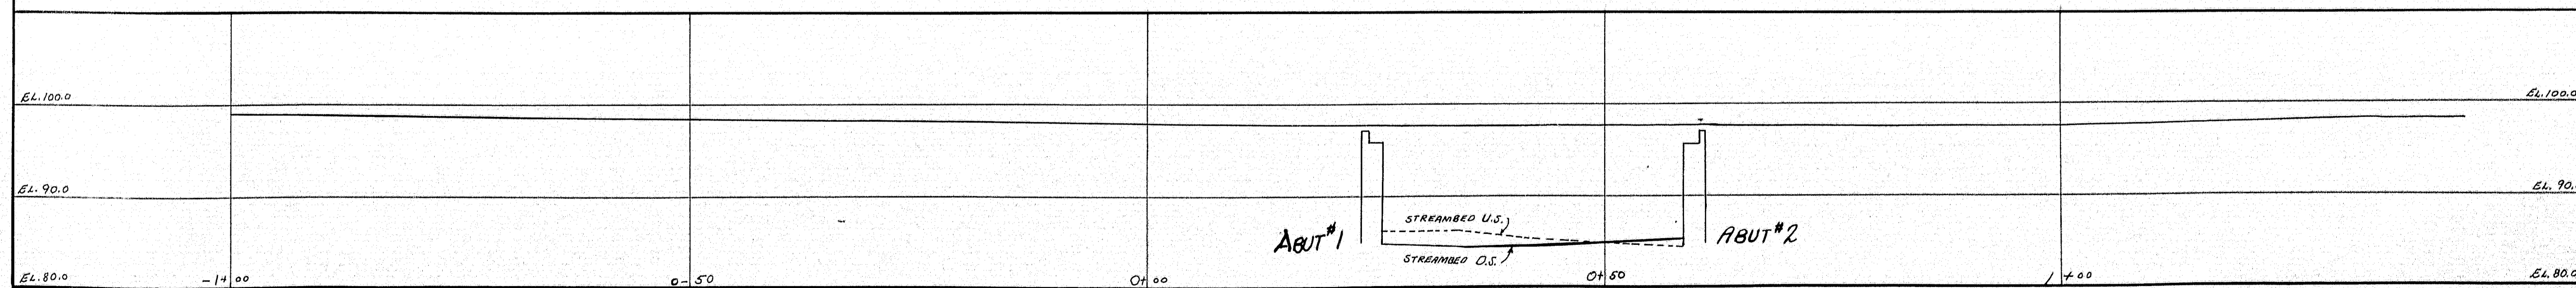 EL. 100.0
EL. 100.0
EL. 90.0
EL. 90.
STREAMBED U.S.
ABUT #1
ABUT #2
STREAMBED D.S.
EL. 80.0
-1+00
0-50
0+00
0+50
1+00
EL. 80.0